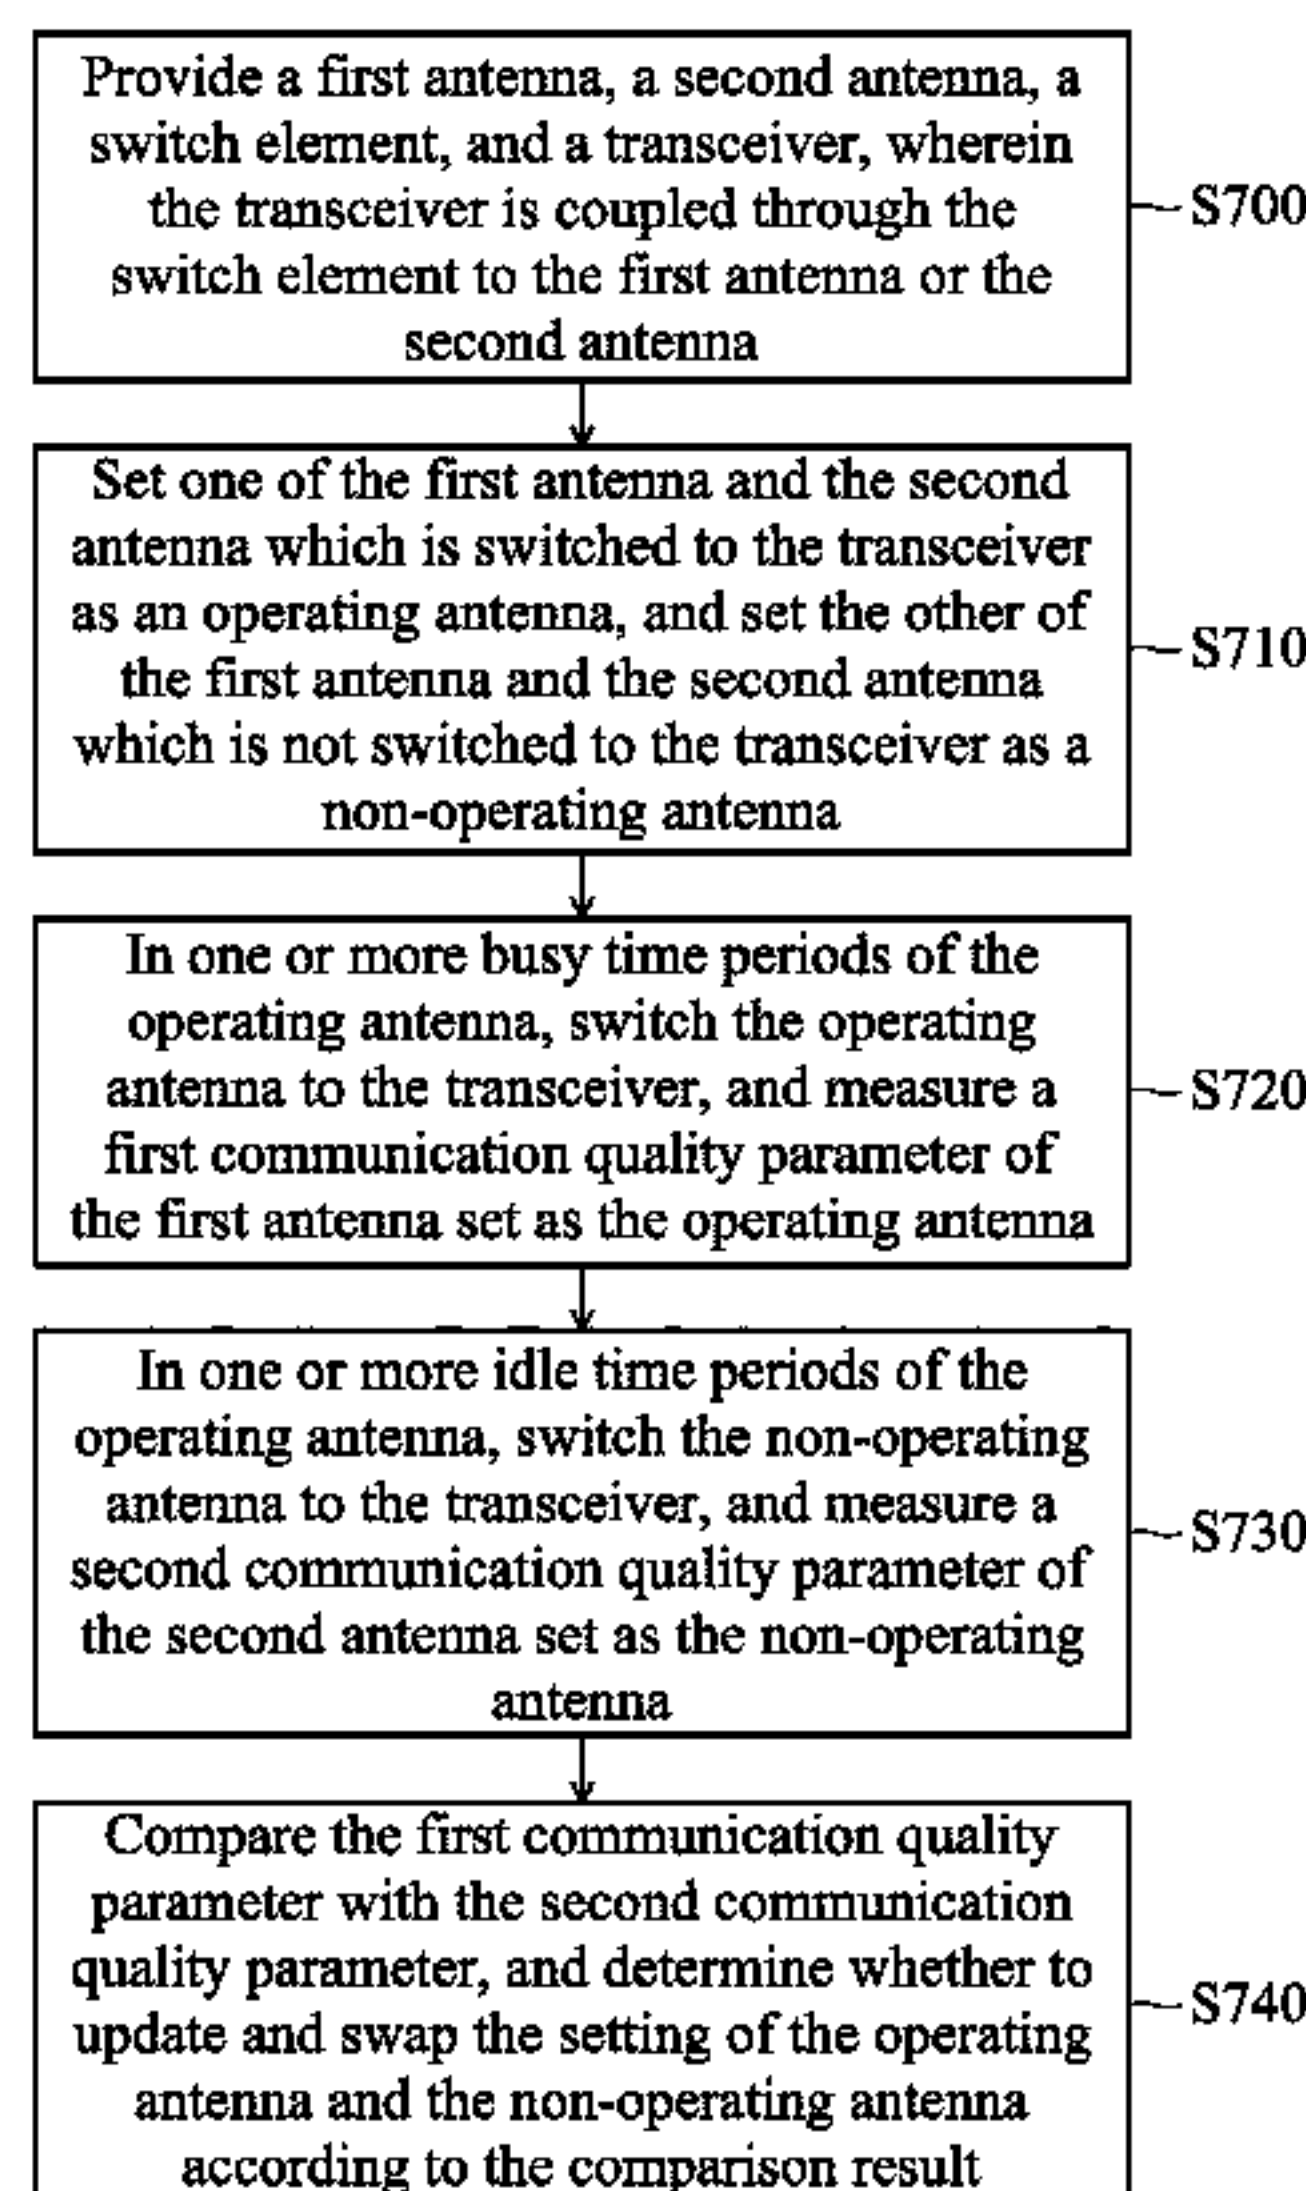 Provide a first antenna, a second antenna, a
switch element, and a transceiver, wherein
the transceiver is coupled through the
switch element to the first antenna or the
second antenna
S700
Set one of the first antenna and the second
antenna which is switched to the transceiver
as an operating antenna, and set the other of
the first antenna and the second antenna
which is not switched to the transceiver as a
non-operating antenna
S710
In one or more busy time periods of the
operating antenna, switch the operating
antenna to the transceiver, and measure a
first communication quality parameter of
the first antenna set as the operating antenna
S720
In one or more idle time periods of the
operating antenna, switch the non-operating
antenna to the transceiver, and measure a
second communication quality parameter of
the second antenna set as the non-operating
antenna
S730
Compare the first communication quality
parameter with the second communication
quality parameter, and determine whether to
update and swap the setting of the operating
antenna and the non-operating antenna
according to the comparison result
S740